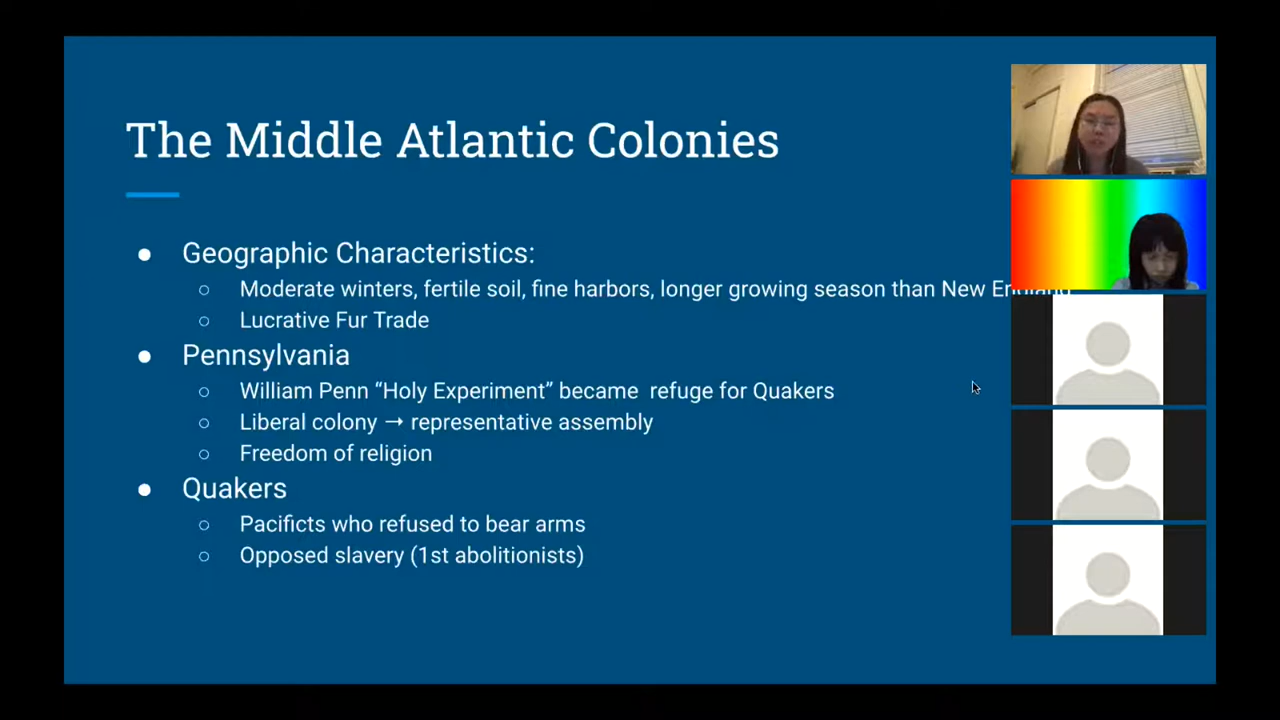 The Middle Atlantic Colonies
● Geographic Characteristics:
○ Moderate winters, fertile soil, fine harbors, longer growing season than New England
○ Lucrative Fur Trade
● Pennsylvania
○ William Penn “Holy Experiment” became  refuge for Quakers
○ Liberal colony → representative assembly
○ Freedom of religion
● Quakers
○ Pacificts who refused to bear arms
○ Opposed slavery (1st abolitionists)